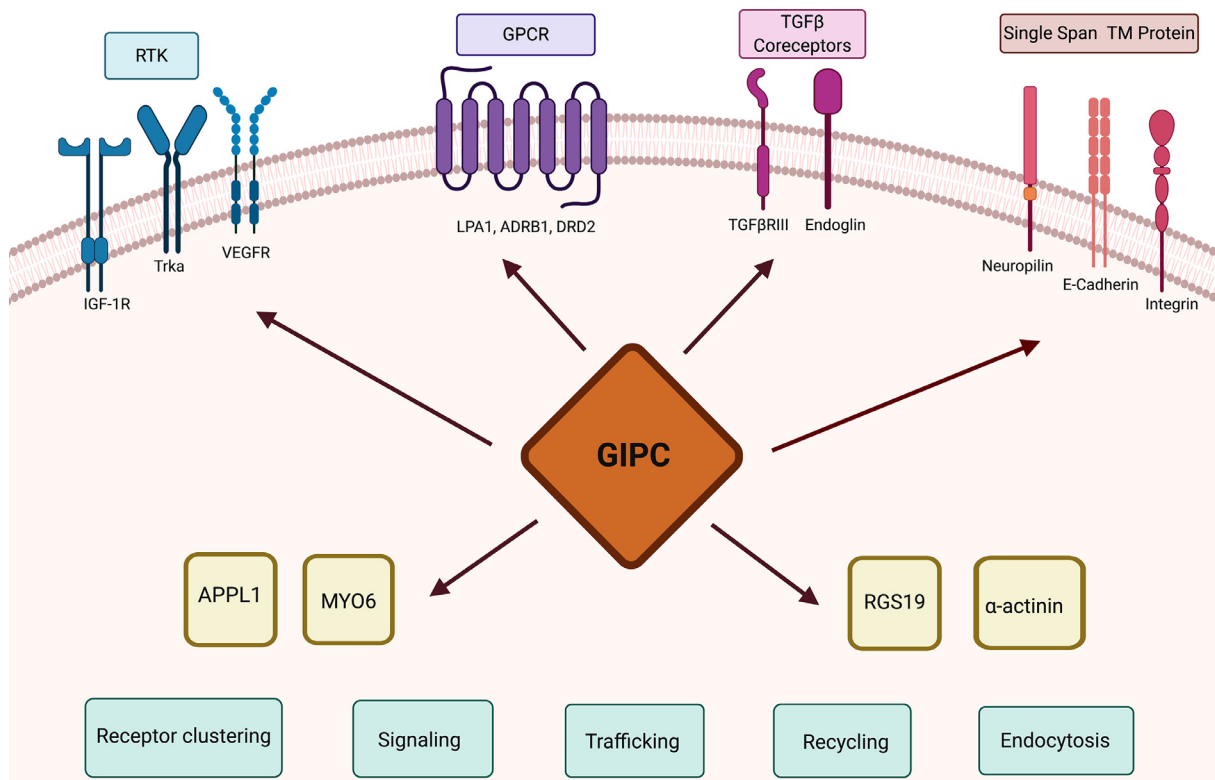 RTK
GPCR
TGFβ
Coreceptors
Single Span TM Protein
LPA1, ADRB1, DRD2
TGFβRIII
Endoglin
VEGFR
Trka
Neuropilin
E-Cadherin
IGF-1R
Integrin
GIPC
APPL1
MYO6
RGS19
α-actinin
Receptor clustering
Signaling
Trafficking
Recycling
Endocytosis